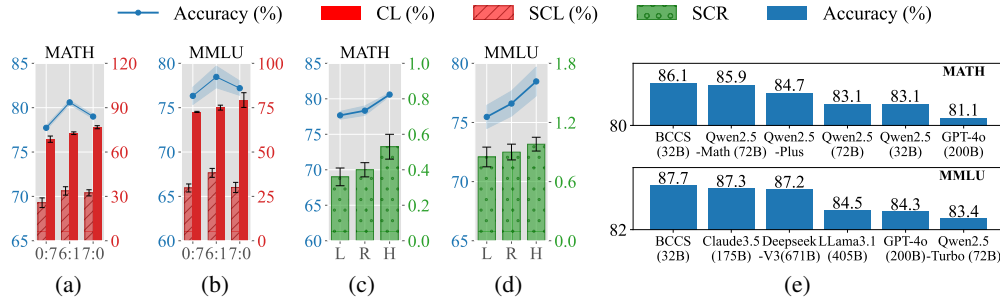 Accuracy (%) CL (%) SCL (%) SCR Accuracy (%)
MATH MMLU MATH MMLU
85 120 80 100 85 1.0 80 1.8
80 90 75 75 80 0.8 75 1.2
75 60 70 50 75 0.6 70 0.6
70 30 65 25 70 0.4 65 0.0
65 0 60 0 65 0.2
60 0.0
0:7 6:1 7:0 0:7 6:1 7:0 L R H L R H
(a) (b) (c) (d) (e)
MATH
86.1 85.9 84.7 83.1 83.1 81.1
80
BCCS Qwen2.5 Qwen2.5 Qwen2.5 Qwen2.5 GPT-4o
(32B) -Math (72B) -Plus (72B) (32B) (200B)
MMLU
87.7 87.3 87.2 84.5 84.3 83.4
82
BCCS Claude3.5 Deepseek LLama3.1 GPT-4o Qwen2.5
(32B) (175B) -V3(671B) (405B) (200B) -Turbo (72B)